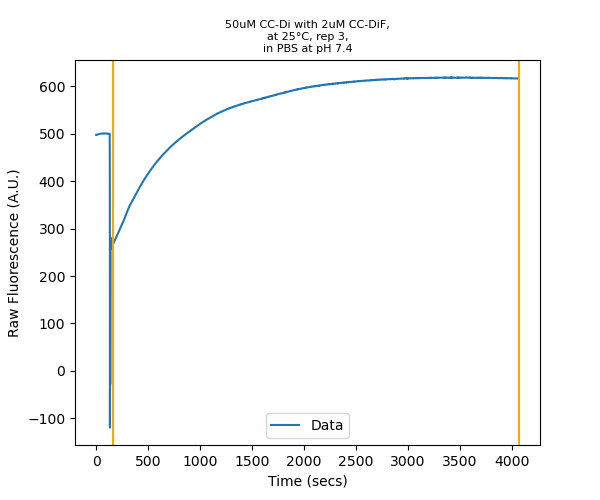 50uM CC-Di with 2uM CC-DiF,
at 25°C, rep 3,
in PBS at pH 7.4
Raw Fluorescence (A.U.)
600
500
400
300
200
100
0
−100
Data
0 500 1000 1500 2000 2500 3000 3500 4000
Time (secs)